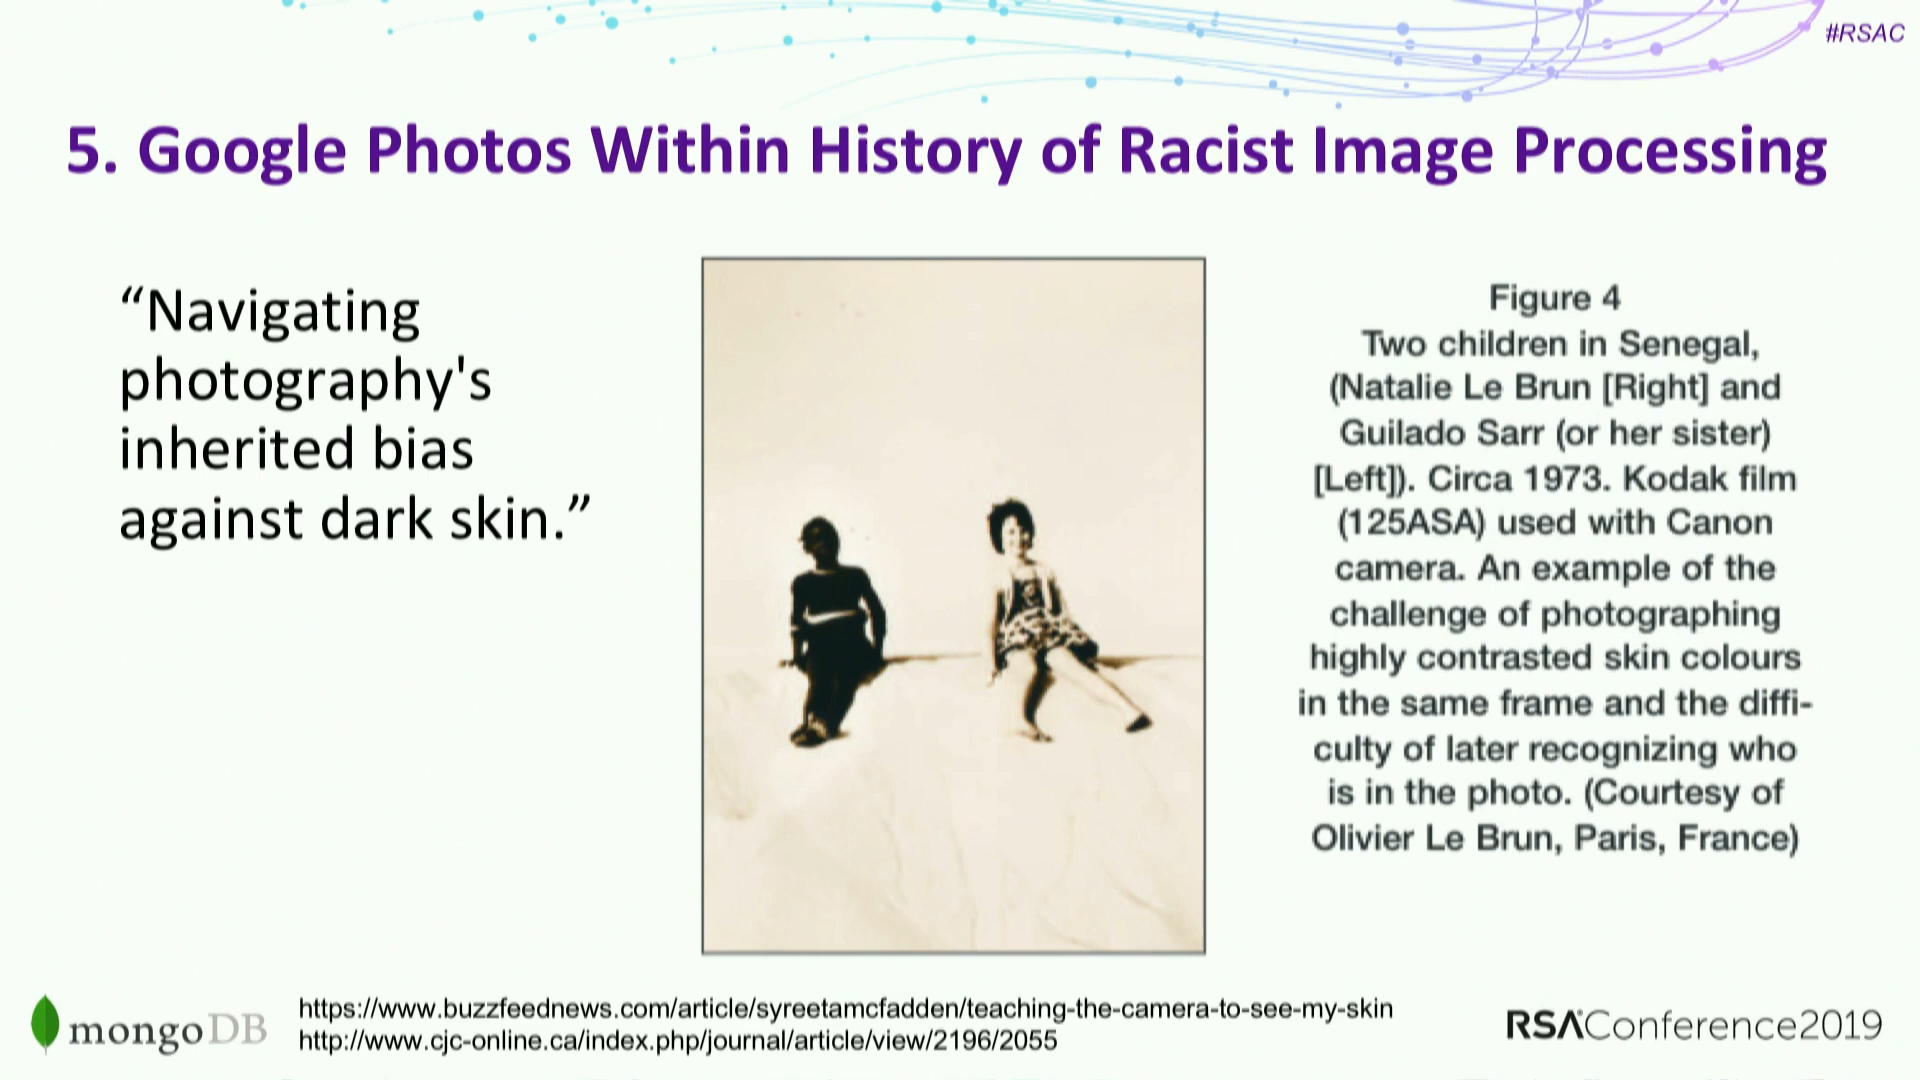 #RSAC
5. Google Photos Within History of Racist Image Processing
“Navigating
photography's
inherited bias
against dark skin.”
Figure 4
Two children in Senegal,
(Natalie Le Brun [Right] and
Guilado Sarr (or her sister)
[Left]). Circa 1973. Kodak film
(125ASA) used with Canon
camera. An example of the
challenge of photographing
highly contrasted skin colours
in the same frame and the diffi-
culty of later recognizing who
is in the photo. (Courtesy of
Olivier Le Brun, Paris, France)
mongoDB
https://www.buzzfeednews.com/article/syreetamcfadden/teaching-the-camera-to-see-my-skin
http://www.cjc-online.ca/index.php/journal/article/view/2196/2055
RSAConference2019